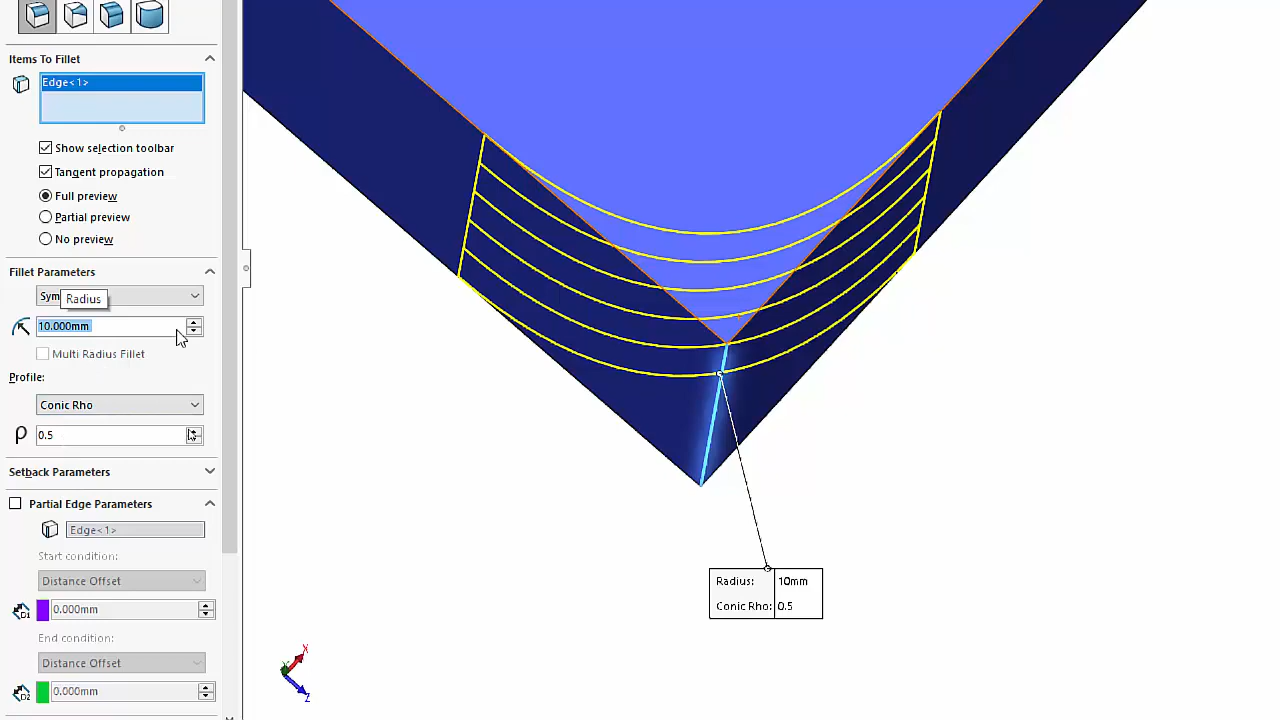 Items To Fillet
Edge<1>
Show selection toolbar
Tangent propagation
Full preview
Partial preview
No preview
Fillet Parameters
Sym
Radius
10.000mm
Multi Radius Fillet
Profile:
Conic Rho
ρ 0.5
Setback Parameters
Partial Edge Parameters
Edge<1>
Start condition:
Distance Offset
D1 0.000mm
End condition:
Distance Offset
D2 0.000mm
Radius: 10mm
Conic Rho: 0.5
X
Y
Z